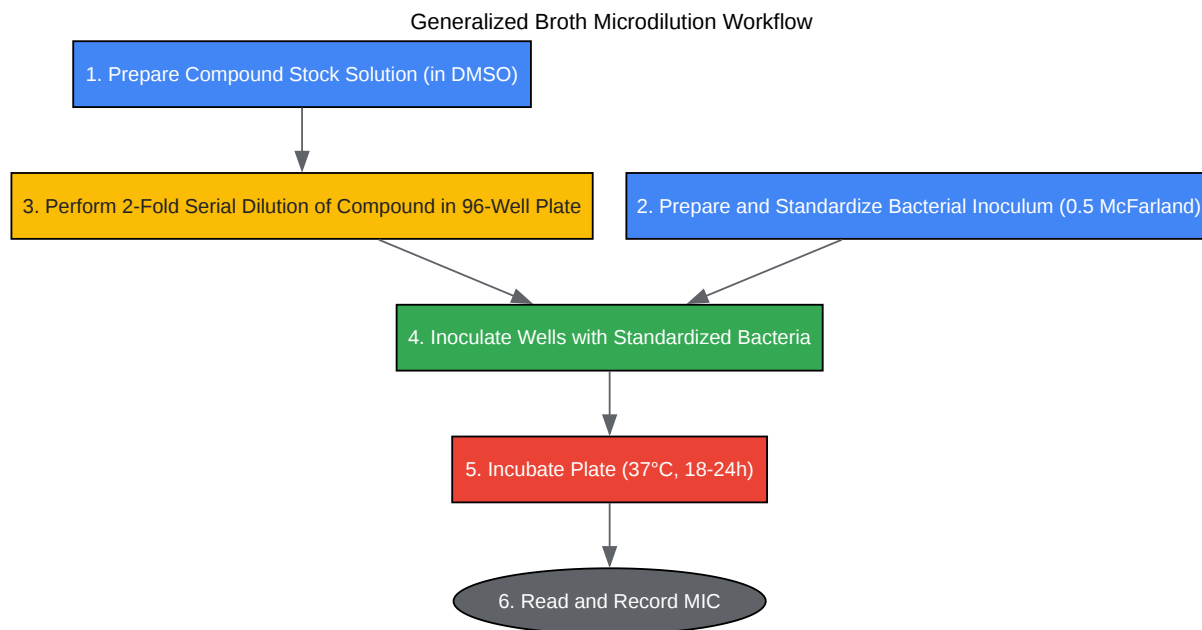 Generalized Broth Microdilution Workflow
1. Prepare Compound Stock Solution (in DMSO)
3. Perform 2-Fold Serial Dilution of Compound in 96-Well Plate
2. Prepare and Standardize Bacterial Inoculum (0.5 McFarland)
4. Inoculate Wells with Standardized Bacteria
5. Incubate Plate (37°C, 18-24h)
6. Read and Record MIC